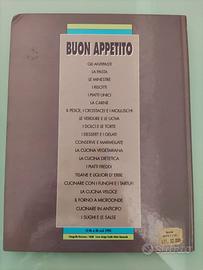 BUON APPETITO
GLI ANTIPASTI
LA PASTA
LE MINESTRE
I RISOTTI
I PIATTI UNICI
LA CARNE
IL PESCE, I CROSTACEI E I MOLLUSCHI
LE VERDURE E LE UOVA
I DOLCI E LE TORTE
I DESSERT
CONSERVE E MARMELLATE
LA CUCINA VEGETARIANA
LA CUCINA DIETETICA
I PIATTI FREDDI
TISANE E LIQUORI D'ERBE
CUCINARE CON I FUNGHI E I TARTUFI
LA CUCINA VELOCE
IL FORNO A MICROONDE
CUCINARE IN ANTICIPO
I SUGHI E LE SALSE
subito.it